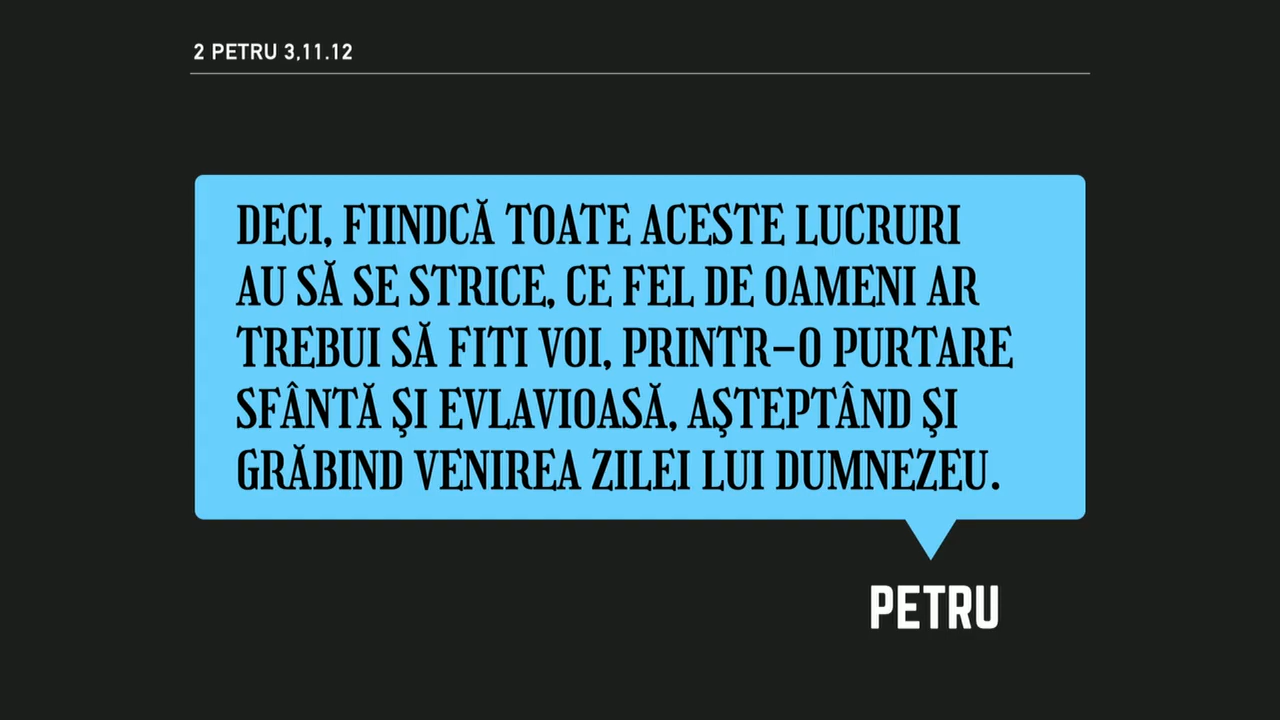 2 PETRU 3,11.12
DECI, FIINDCĂ TOATE ACESTE LUCRURI
AU SĂ SE STRICE, CE FEL DE OAMENI AR
TREBUI SĂ FITI VOI, PRINTR-O PURTARE
SFÂNTĂ ŞI EVLAVIOASĂ, AŞTEPTÂND ŞI
GRĂBIND VENIREA ZILEI LUI DUMNEZEU.
PETRU